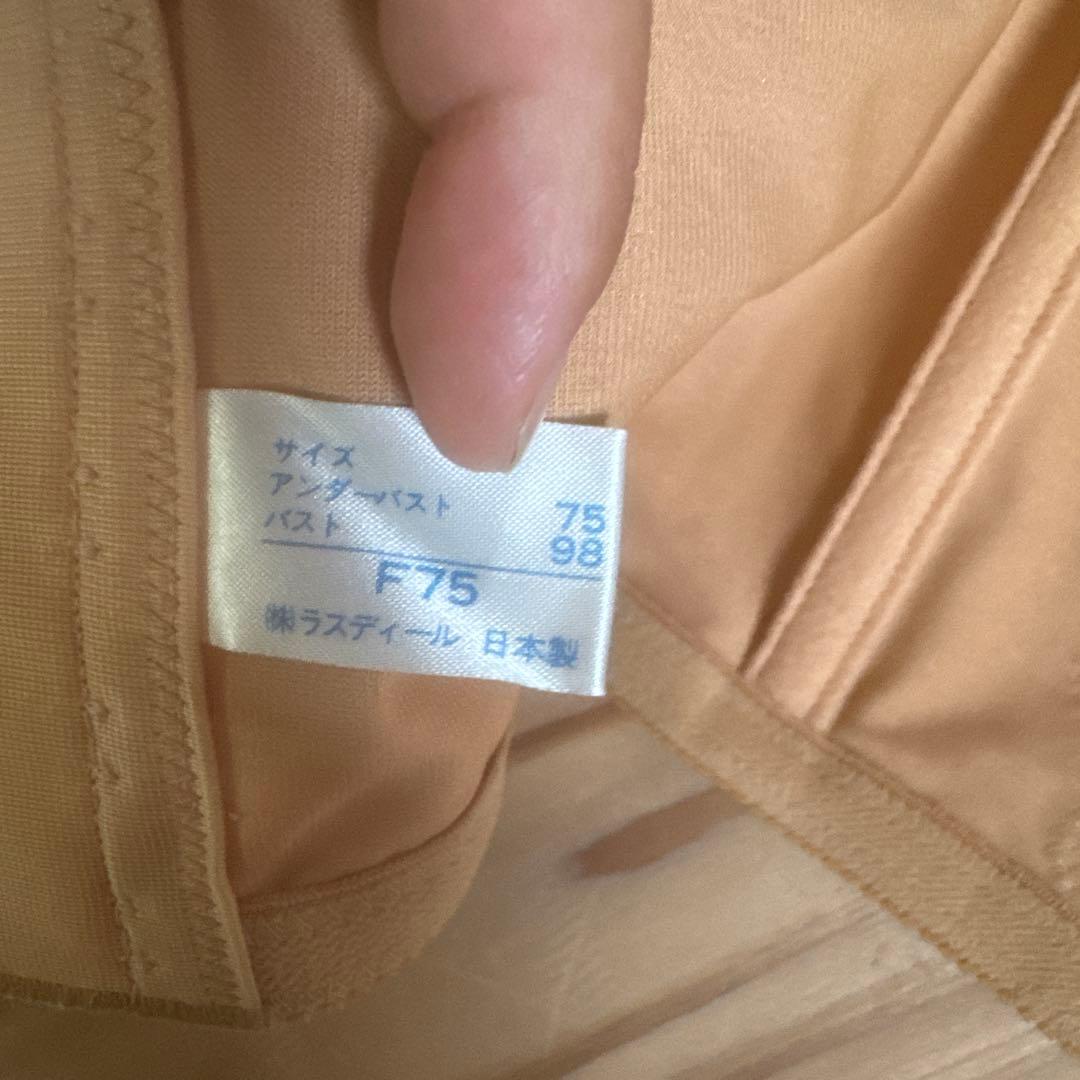 サイズ
アンダーバスト 75
バスト 98
F75
㈱ラスディール 日本製